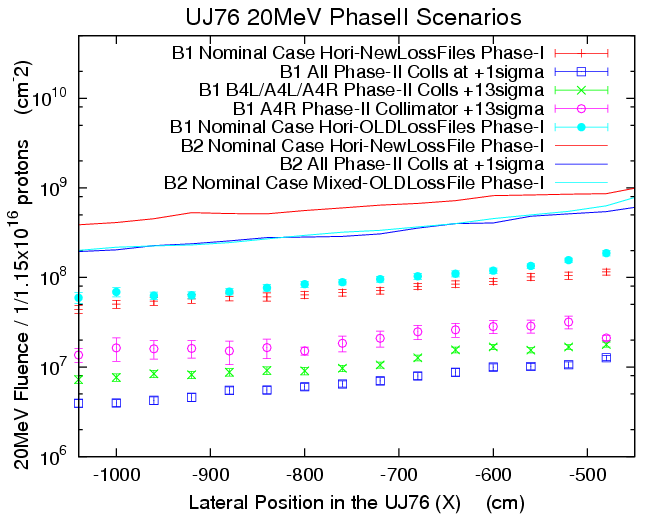 UJ76 20MeV PhaseII Scenarios
B1 Nominal Case Hori-NewLossFiles Phase-I
B1 All Phase-II Colls at +1sigma
B1 B4L/A4L/A4R Phase-II Colls +13sigma
B1 A4R Phase-II Collimator +13sigma
B1 Nominal Case Hori-OLDLossFiles Phase-I
B2 Nominal Case Hori-NewLossFile Phase-I
B2 All Phase-II Colls at +1sigma
B2 Nominal Case Mixed-OLDLossFile Phase-I
20MeV Fluence / 1/1.15x10^16 protons (cm^-2)
10^10
10^9
10^8
10^7
10^6
-1000 -900 -800 -700 -600 -500
Lateral Position in the UJ76 (X) (cm)